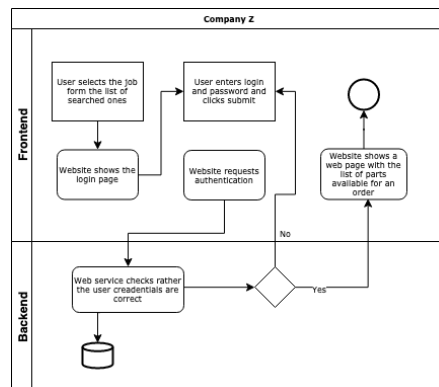 Company Z
Frontend
User selects the job
form the list of
searched ones
User enters login
and password and
clicks submit
Website shows the
login page
Website requests
authentication
Website shows a
web page with the
list of parts
available for an
order
No
Backend
Web service checks rather
the user creadentials are
correct
Yes